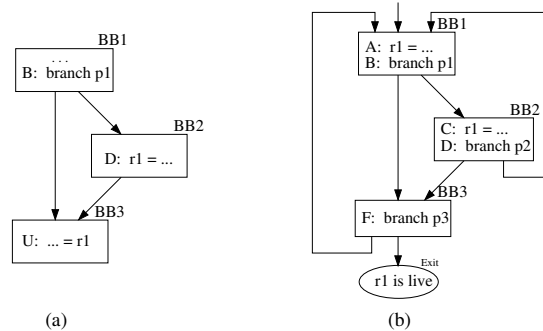 BB1
. . .
B: branch p1
BB2
D: r1 = ...
BB3
U: ... = r1
(a)
BB1
A: r1 = ...
B: branch p1
BB2
C: r1 = ...
D: branch p2
BB3
F: branch p3
Exit
r1 is live
(b)